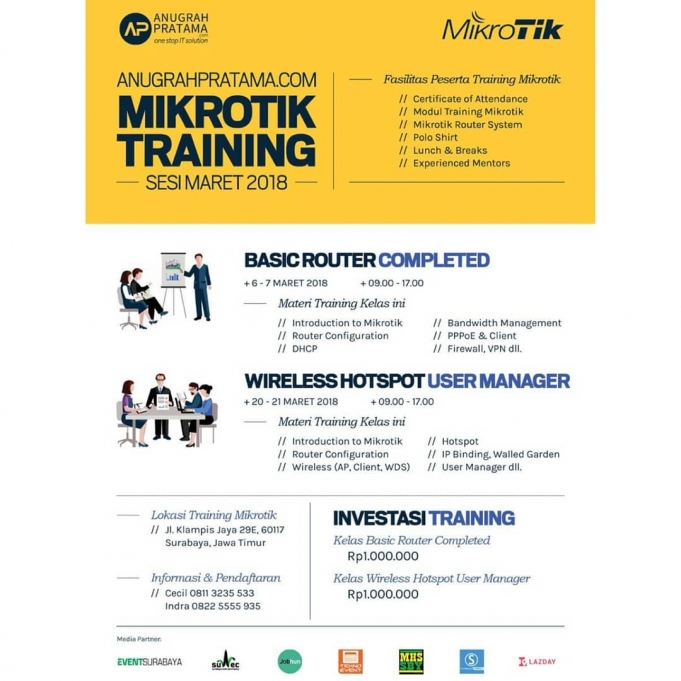 AP ANUGRAH
PRATAMA
.com
one stop IT solution
MikroTik
ANUGRAHPRATAMA.COM
MIKROTIK
TRAINING
SESI MARET 2018
Fasilitas Peserta Training Mikrotik
// Certificate of Attendance
// Modul Training Mikrotik
// Mikrotik Router System
// Polo Shirt
// Lunch & Breaks
// Experienced Mentors
BASIC ROUTER COMPLETED
+ 6 - 7 MARET 2018 + 09.00 - 17.00
Materi Training Kelas ini
// Introduction to Mikrotik
// Router Configuration
// DHCP
// Bandwidth Management
// PPPoE & Client
// Firewall, VPN dll.
WIRELESS HOTSPOT USER MANAGER
+ 20 - 21 MARET 2018 + 09.00 - 17.00
Materi Training Kelas ini
// Introduction to Mikrotik
// Router Configuration
// Wireless (AP, Client, WDS)
// Hotspot
// IP Binding, Walled Garden
// User Manager dll.
Lokasi Training Mikrotik
// Jl. Klampis Jaya 29E, 60117
Surabaya, Jawa Timur
Informasi & Pendaftaran
// Cecil 0811 3235 533
Indra 0822 5555 935
INVESTASI TRAINING
Kelas Basic Router Completed
Rp1.000.000
Kelas Wireless Hotspot User Manager
Rp1.000.000
Media Partner:
EVENTSURABAYA
suwec
JobFun
TEKNO
EVENT
MHS
SBY
S
LAZDAY